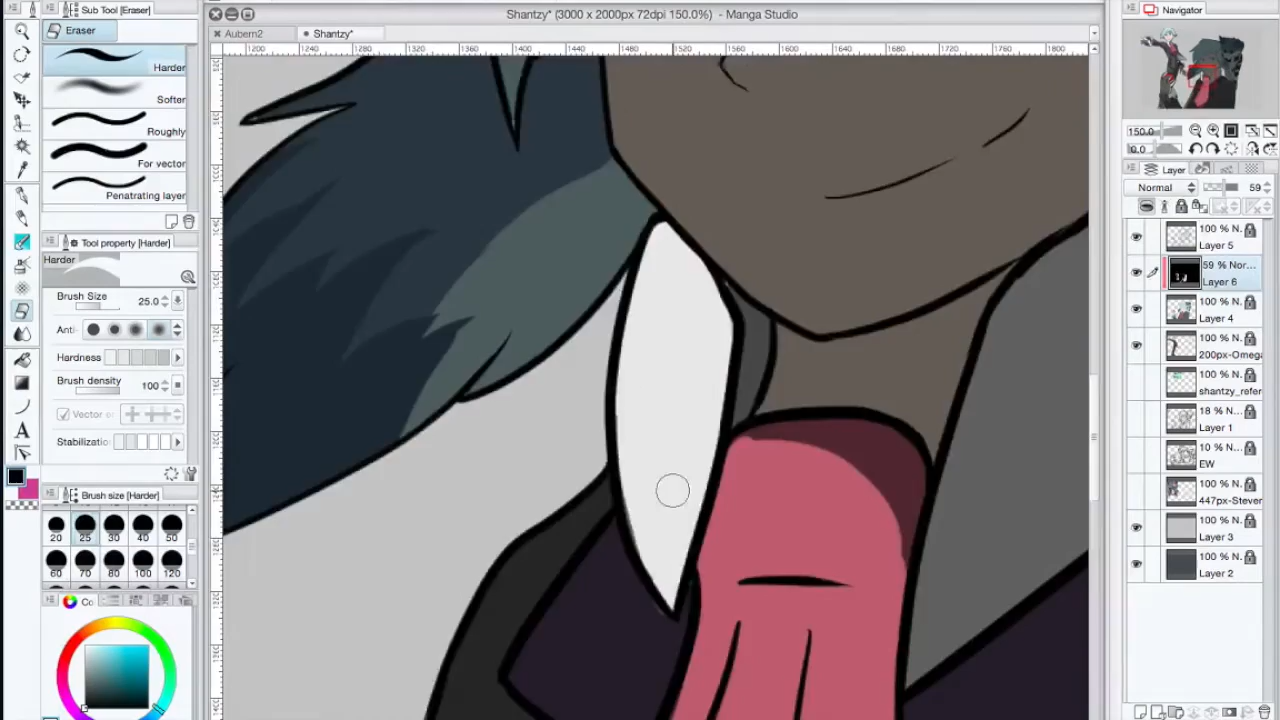 Sub Tool [Eraser]
Shantzy* (3000 x 2000px 72dpi 150.0%) - Manga Studio
Navigator
Eraser
Aubern2
Shantzy*
1200 1240 1280 1320 1360 1400 1440 1480 1520 1560 1600 1640 1680 1720 1760 1800
Harder
Softer
Roughly
For vector
Penatrating layer
150.0
0.0
Layer
Normal
59
100 % N.
Layer 5
59 % Nor...
Layer 6
100 % N.
Layer 4
100 % N.
200px-Omega
100 % N.
shantzy_refer
18 % N...
Layer 1
10 % N...
EW
100 % N.
447px-Steven
100 % N.
Layer 3
100 % N.
Layer 2
Tool property [Harder]
Harder
Brush Size 25.0
Anti-
Hardness
Brush density 100
Vector
Stabilizatio
Brush size [Harder]
20 25 30 40 50
60 70 80 100 120
Co